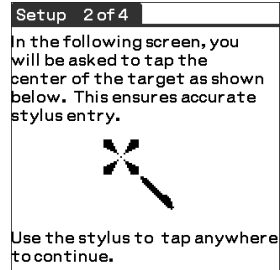 Setup 2 of 4
In the following screen, you
will be asked to tap the
center of the target as shown
below. This ensures accurate
stylus entry.
Use the stylus to tap anywhere
to continue.